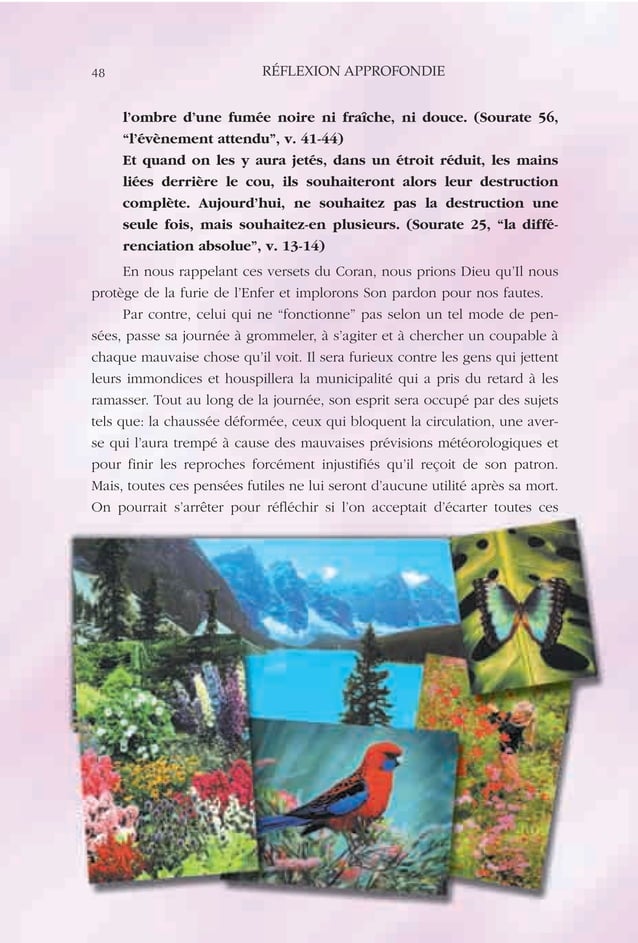 48
RÉFLEXION APPROFONDIE
l’ombre d’une fumée noire ni fraîche, ni douce. (Sourate 56,
“l’évènement attendu”, v. 41-44)
Et quand on les y aura jetés, dans un étroit réduit, les mains
liées derrière le cou, ils souhaiteront alors leur destruction
complète. Aujourd’hui, ne souhaitez pas la destruction une
seule fois, mais souhaitez-en plusieurs. (Sourate 25, “la diffé-
renciation absolue”, v. 13-14)
En nous rappelant ces versets du Coran, nous prions Dieu qu’Il nous
protège de la furie de l’Enfer et implorons Son pardon pour nos fautes.
Par contre, celui qui ne “fonctionne” pas selon un tel mode de pen-
sées, passe sa journée à grommeler, à s’agiter et à chercher un coupable à
chaque mauvaise chose qu’il voit. Il sera furieux contre les gens qui jettent
leurs immondices et houspillera la municipalité qui a pris du retard à les
ramasser. Tout au long de la journée, son esprit sera occupé par des sujets
tels que: la chaussée déformée, ceux qui bloquent la circulation, une aver-
se qui l’aura trempé à cause des mauvaises prévisions météorologiques et
pour finir les reproches forcément injustifiés qu’il reçoit de son patron.
Mais, toutes ces pensées futiles ne lui seront d’aucune utilité après sa mort.
On pourrait s’arrêter pour réfléchir si l’on acceptait d’écarter toutes ces